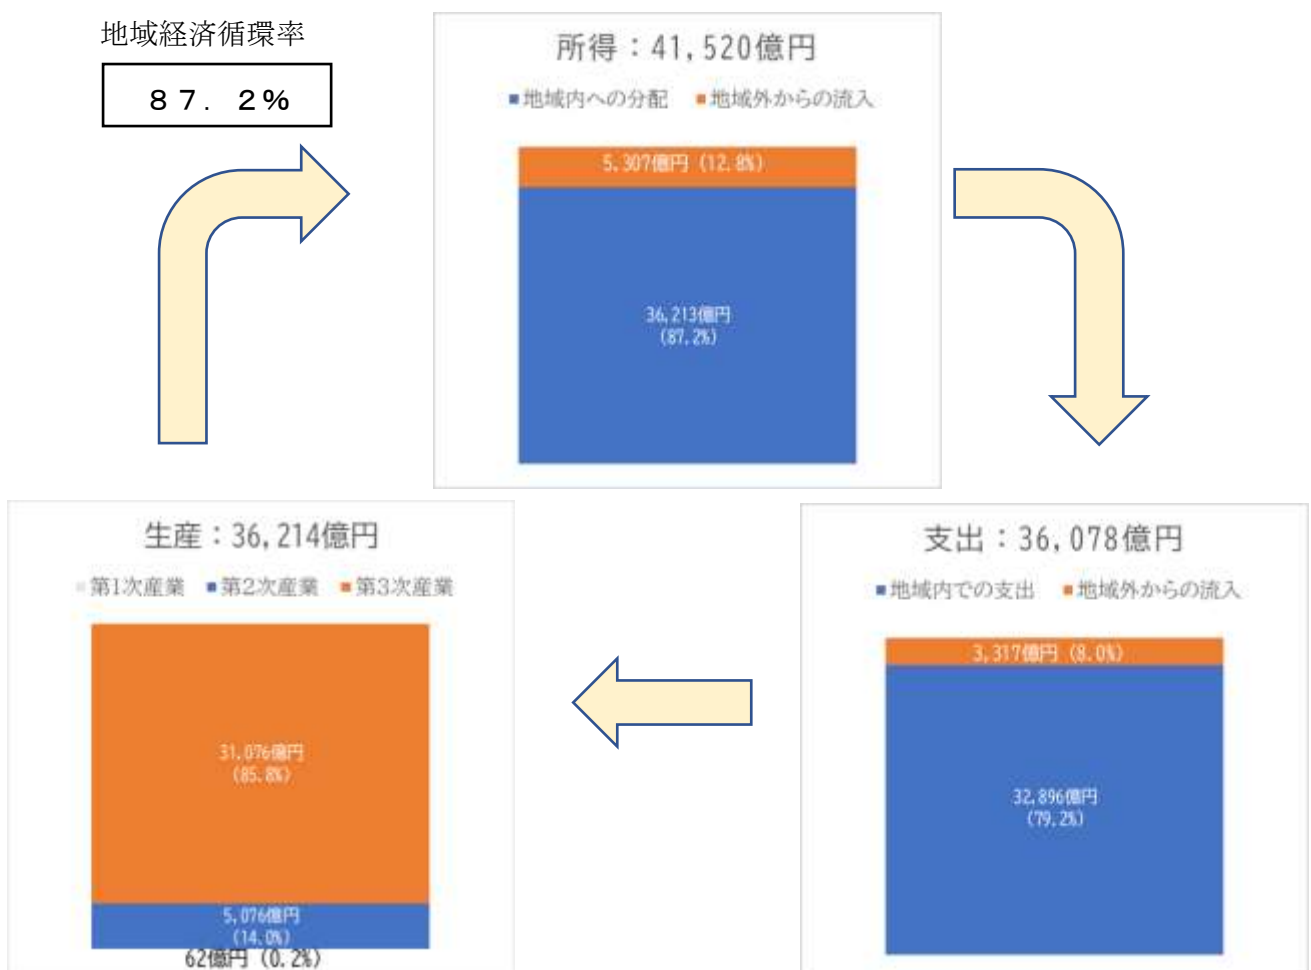 地域経済循環率
87.2%
所得：41,520億円
■地域内への分配 ■地域外からの流入
5,307億円 (12.8%)
36,213億円
(87.2%)
生産：36,214億円
■第1次産業 ■第2次産業 ■第3次産業
31,076億円
(85.8%)
5,076億円
(14.0%)
62億円 (0.2%)
支出：36,078億円
■地域内での支出 ■地域外からの流入
3,317億円 (8.0%)
32,896億円
(79.2%)